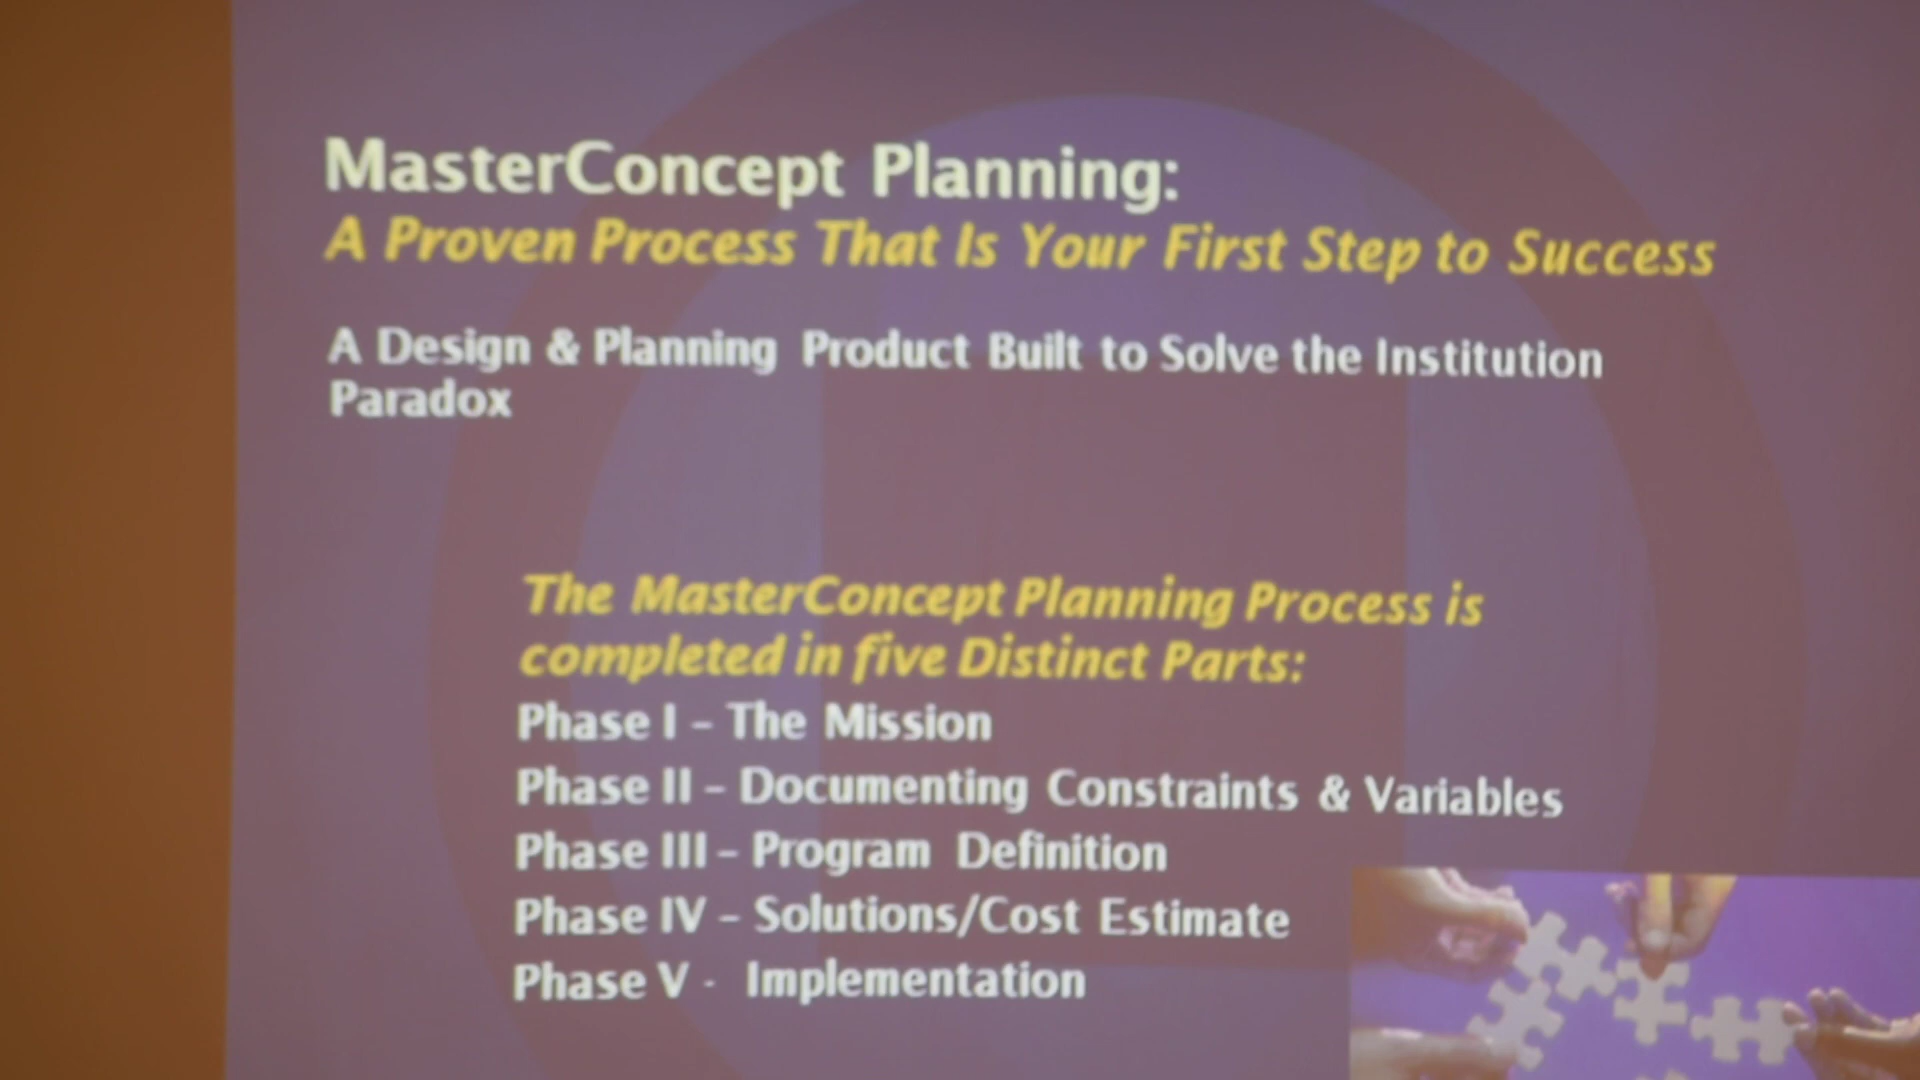 MasterConcept Planning:
A Proven Process That Is Your First Step to Success
A Design & Planning Product Built to Solve the Institution
Paradox
The MasterConcept Planning Process is
completed in five Distinct Parts:
Phase I – The Mission
Phase II – Documenting Constraints & Variables
Phase III – Program Definition
Phase IV – Solutions/Cost Estimate
Phase V - Implementation